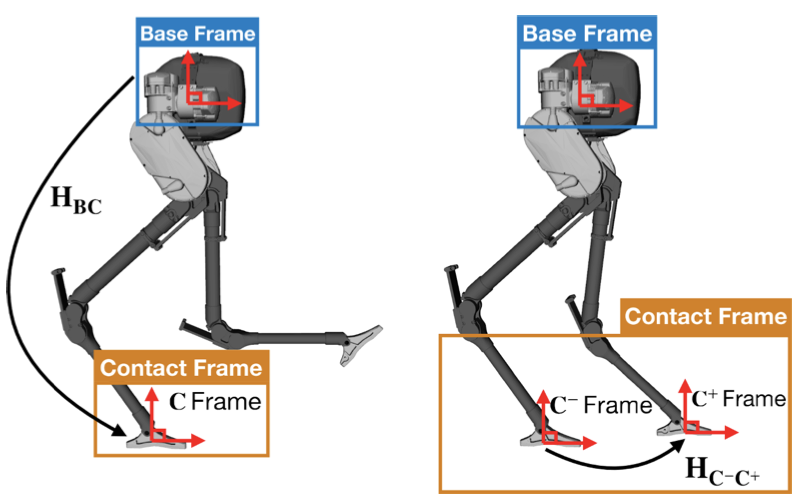 Base Frame
H_BC
Contact Frame
C Frame
Base Frame
Contact Frame
C⁻ Frame
C⁺ Frame
H_C⁻C⁺